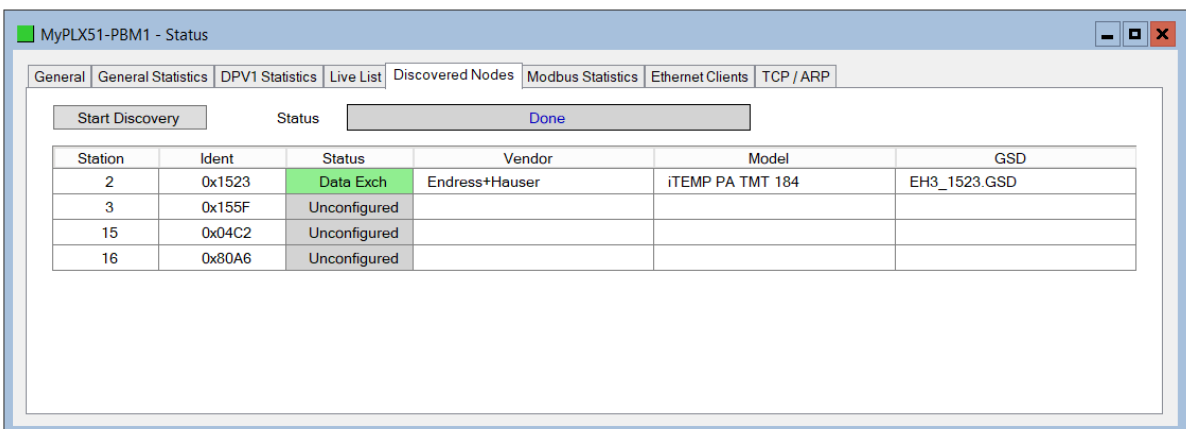 MyPLX51-PBM1 - Status
General General Statistics DPV1 Statistics Live List Discovered Nodes Modbus Statistics Ethernet Clients TCP / ARP
Start Discovery Status Done
Station Ident Status Vendor Model GSD
2 0x1523 Data Exch Endress+Hauser iTEMP PA TMT 184 EH3_1523.GSD
3 0x155F Unconfigured
15 0x04C2 Unconfigured
16 0x80A6 Unconfigured